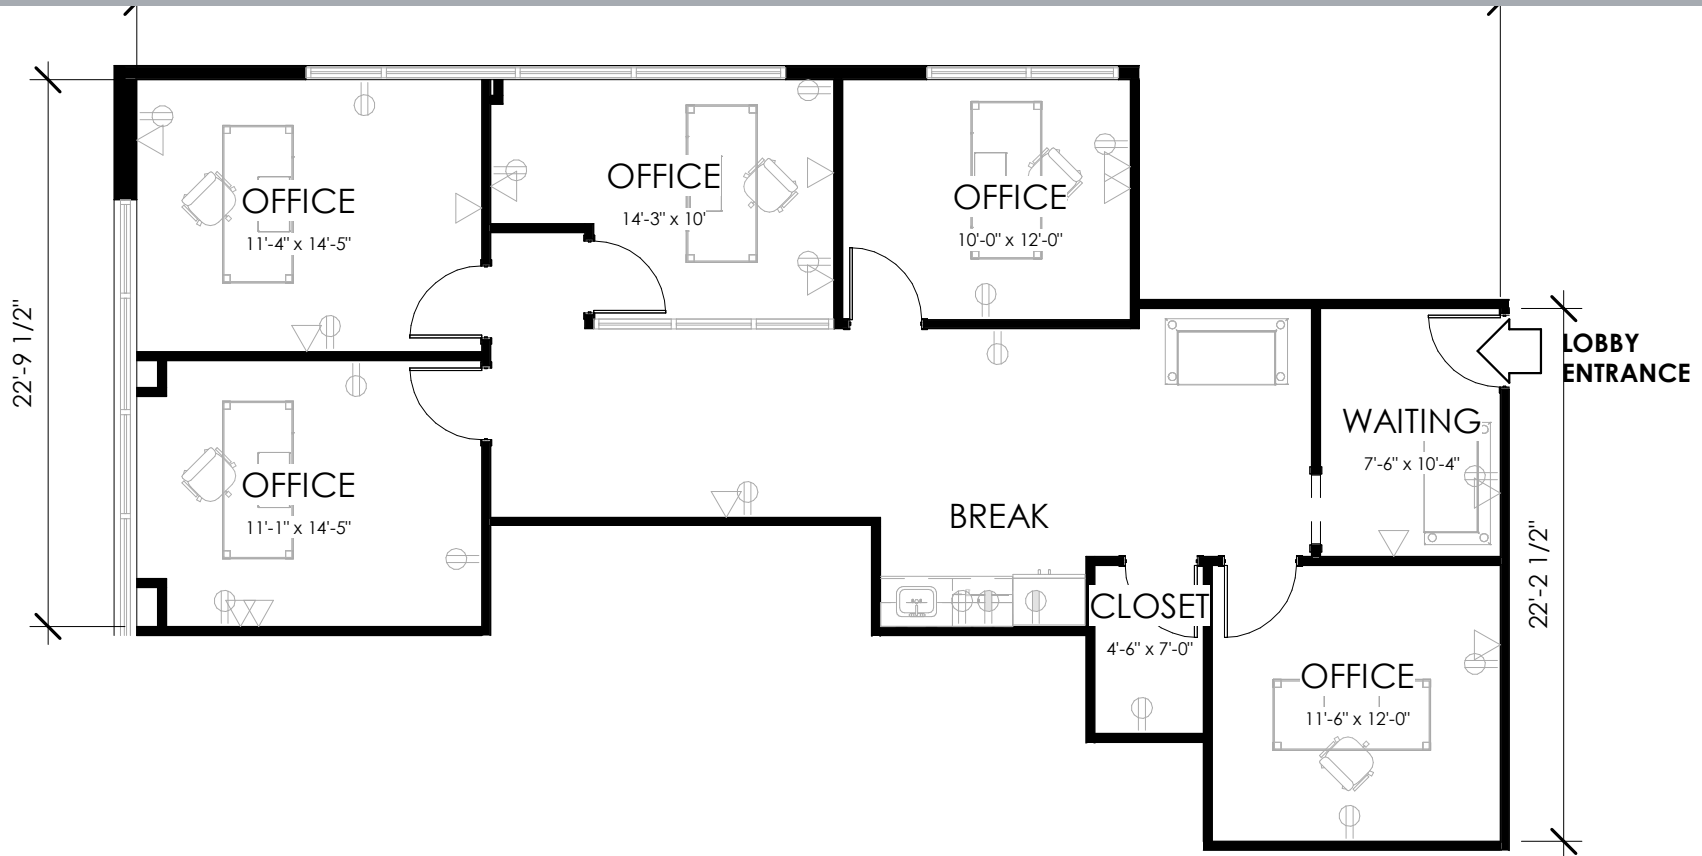 OFFICE
11'-4" x 14'-5"
OFFICE
14'-3" x 10'
OFFICE
10'-0" x 12'-0"
22'-9 1/2"
LOBBY
ENTRANCE
WAITING
7'-6" x 10'-4"
OFFICE
11'-1" x 14'-5"
BREAK
22'-2 1/2"
CLOSET
4'-6" x 7'-0"
OFFICE
11'-6" x 12'-0"